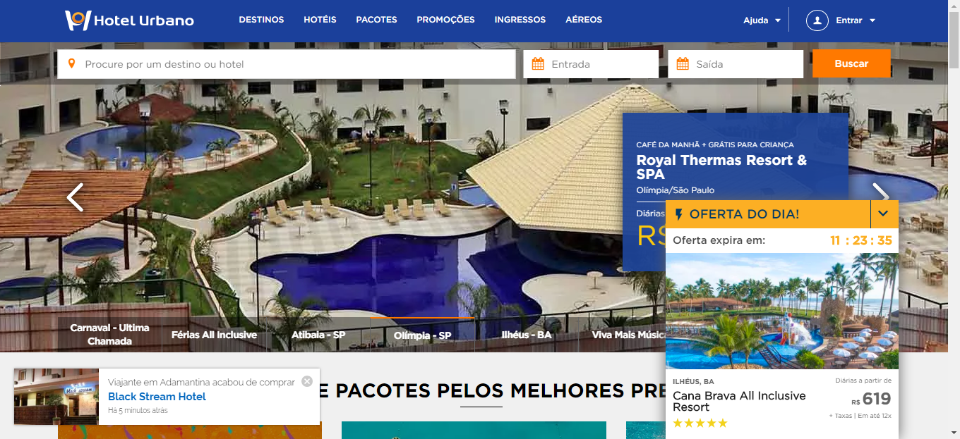 Hotel Urbano
DESTINOS HOTÉIS PACOTES PROMOÇÕES INGRESSOS AÉREOS
Ajuda Entrar
Procure por um destino ou hotel
Entrada
Saída
Buscar
CAFÉ DA MANHÃ + GRÁTIS PARA CRIANÇA
Royal Thermas Resort &
SPA
Olímpia/São Paulo
Diárias
R$
OFERTA DO DIA!
Oferta expira em: 11 : 23 : 35
Carnaval - Ultima
Chamada
Férias All Inclusive
Atibaia - SP
Olímpia - SP
Ilhéus - BA
Viva Mais Músic
Viajante em Adamantina acabou de comprar
Black Stream Hotel
Há 5 minutos atrás
E PACOTES PELOS MELHORES PRE
ILHÉUS, BA
Cana Brava All Inclusive
Resort
Diárias a partir de
R$ 619
+ Taxas | Em até 12x